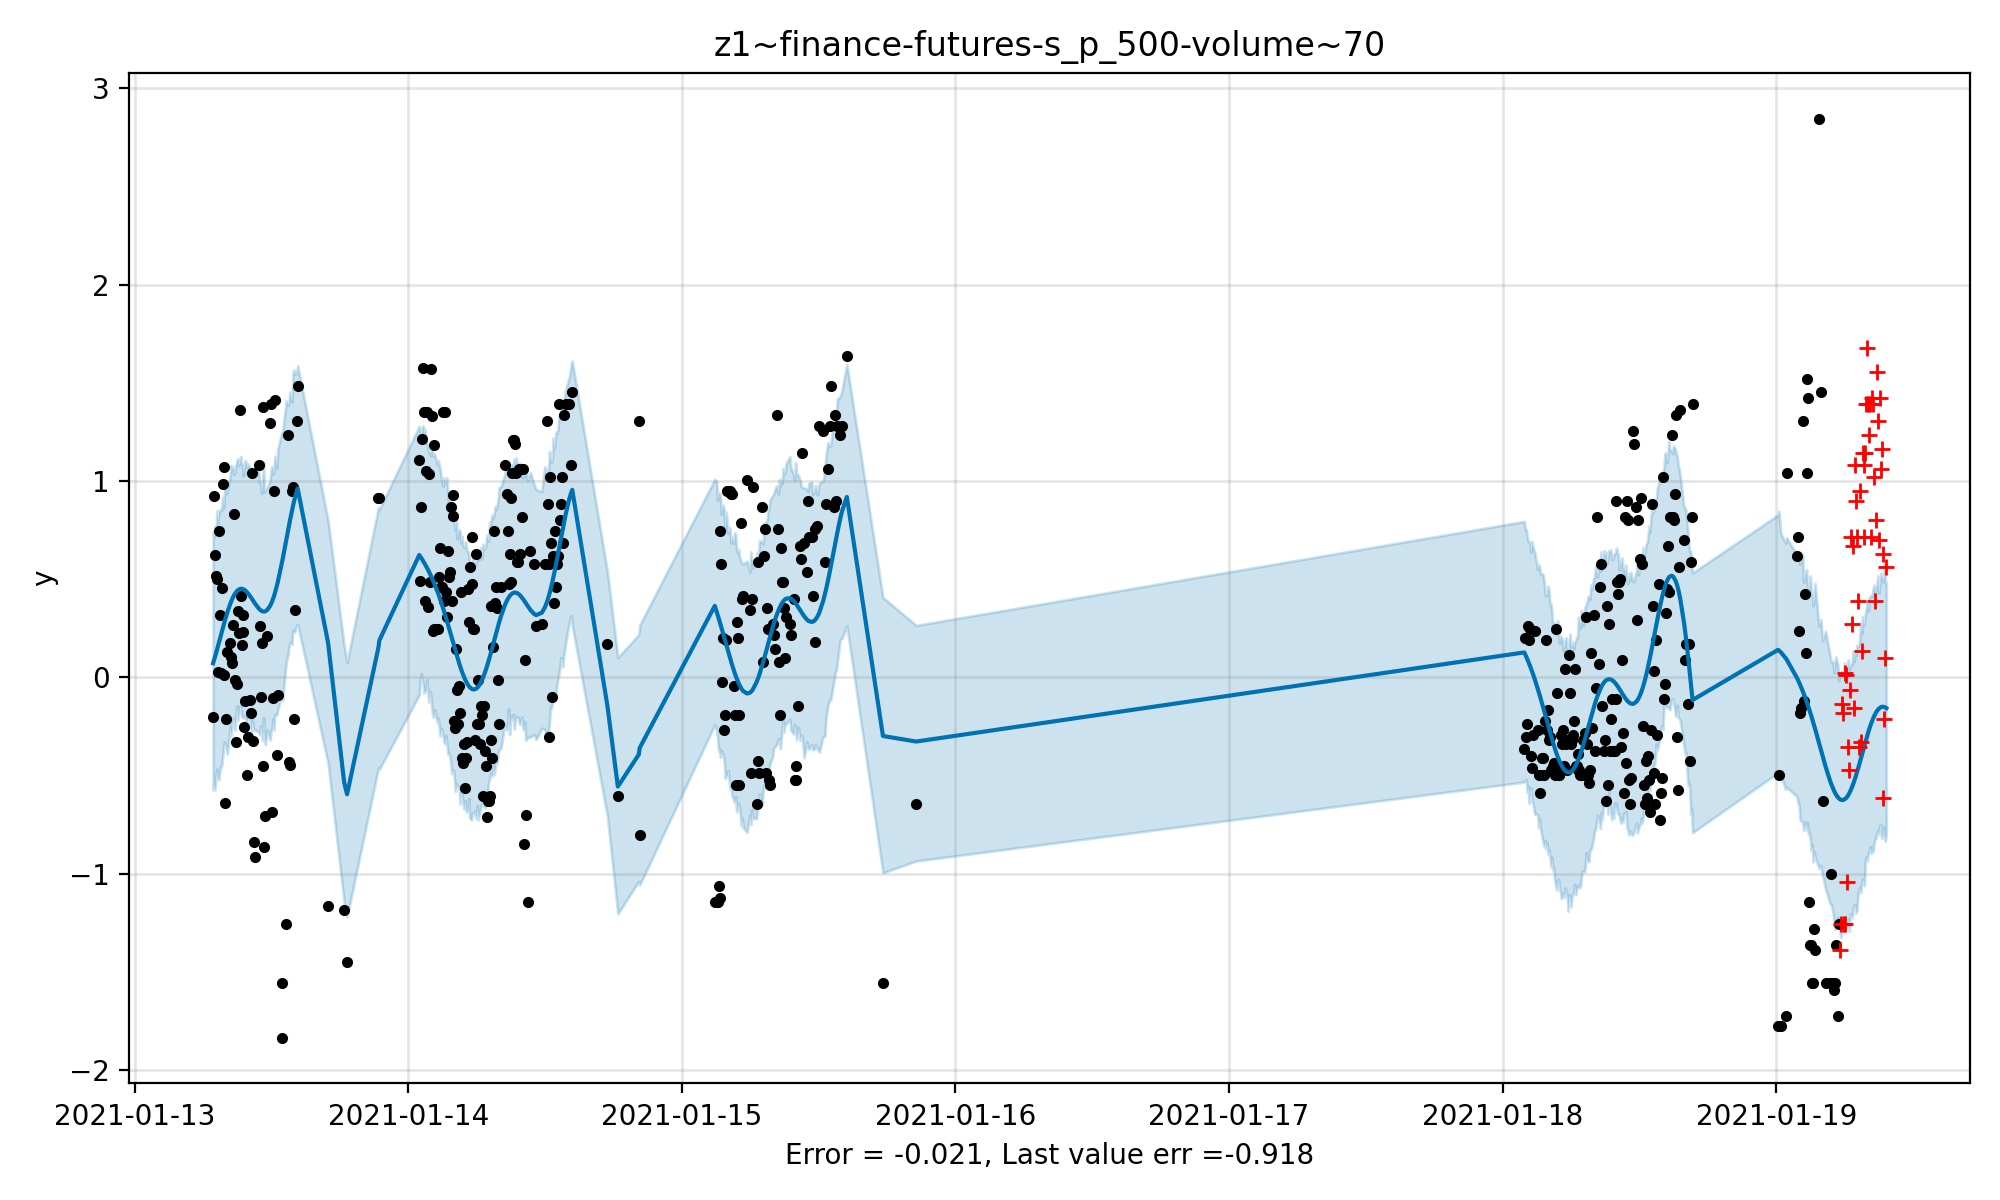 z1~finance-futures-s_p_500-volume~70
3
2
1
0
−1
−2
y
2021-01-13 2021-01-14 2021-01-15 2021-01-16 2021-01-17 2021-01-18 2021-01-19
Error = -0.021, Last value err =-0.918